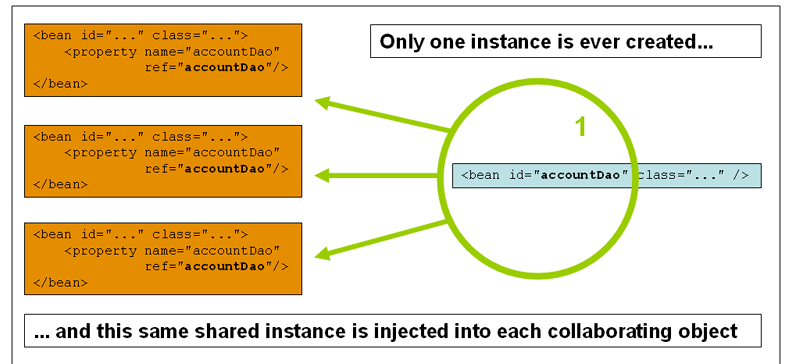 <bean id="..." class="...">
<property name="accountDao"
ref="accountDao"/>
</bean>
Only one instance is ever created...
1
<bean id="..." class="...">
<property name="accountDao"
ref="accountDao"/>
</bean>
<bean id="accountDao" class="..." />
<bean id="..." class="...">
<property name="accountDao"
ref="accountDao"/>
</bean>
... and this same shared instance is injected into each collaborating object